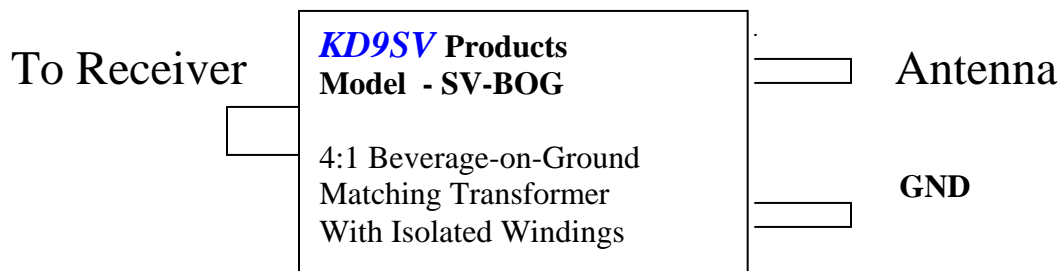 To Receiver
KD9SV Products
Model - SV-BOG
4:1 Beverage-on-Ground
Matching Transformer
With Isolated Windings
Antenna
GND